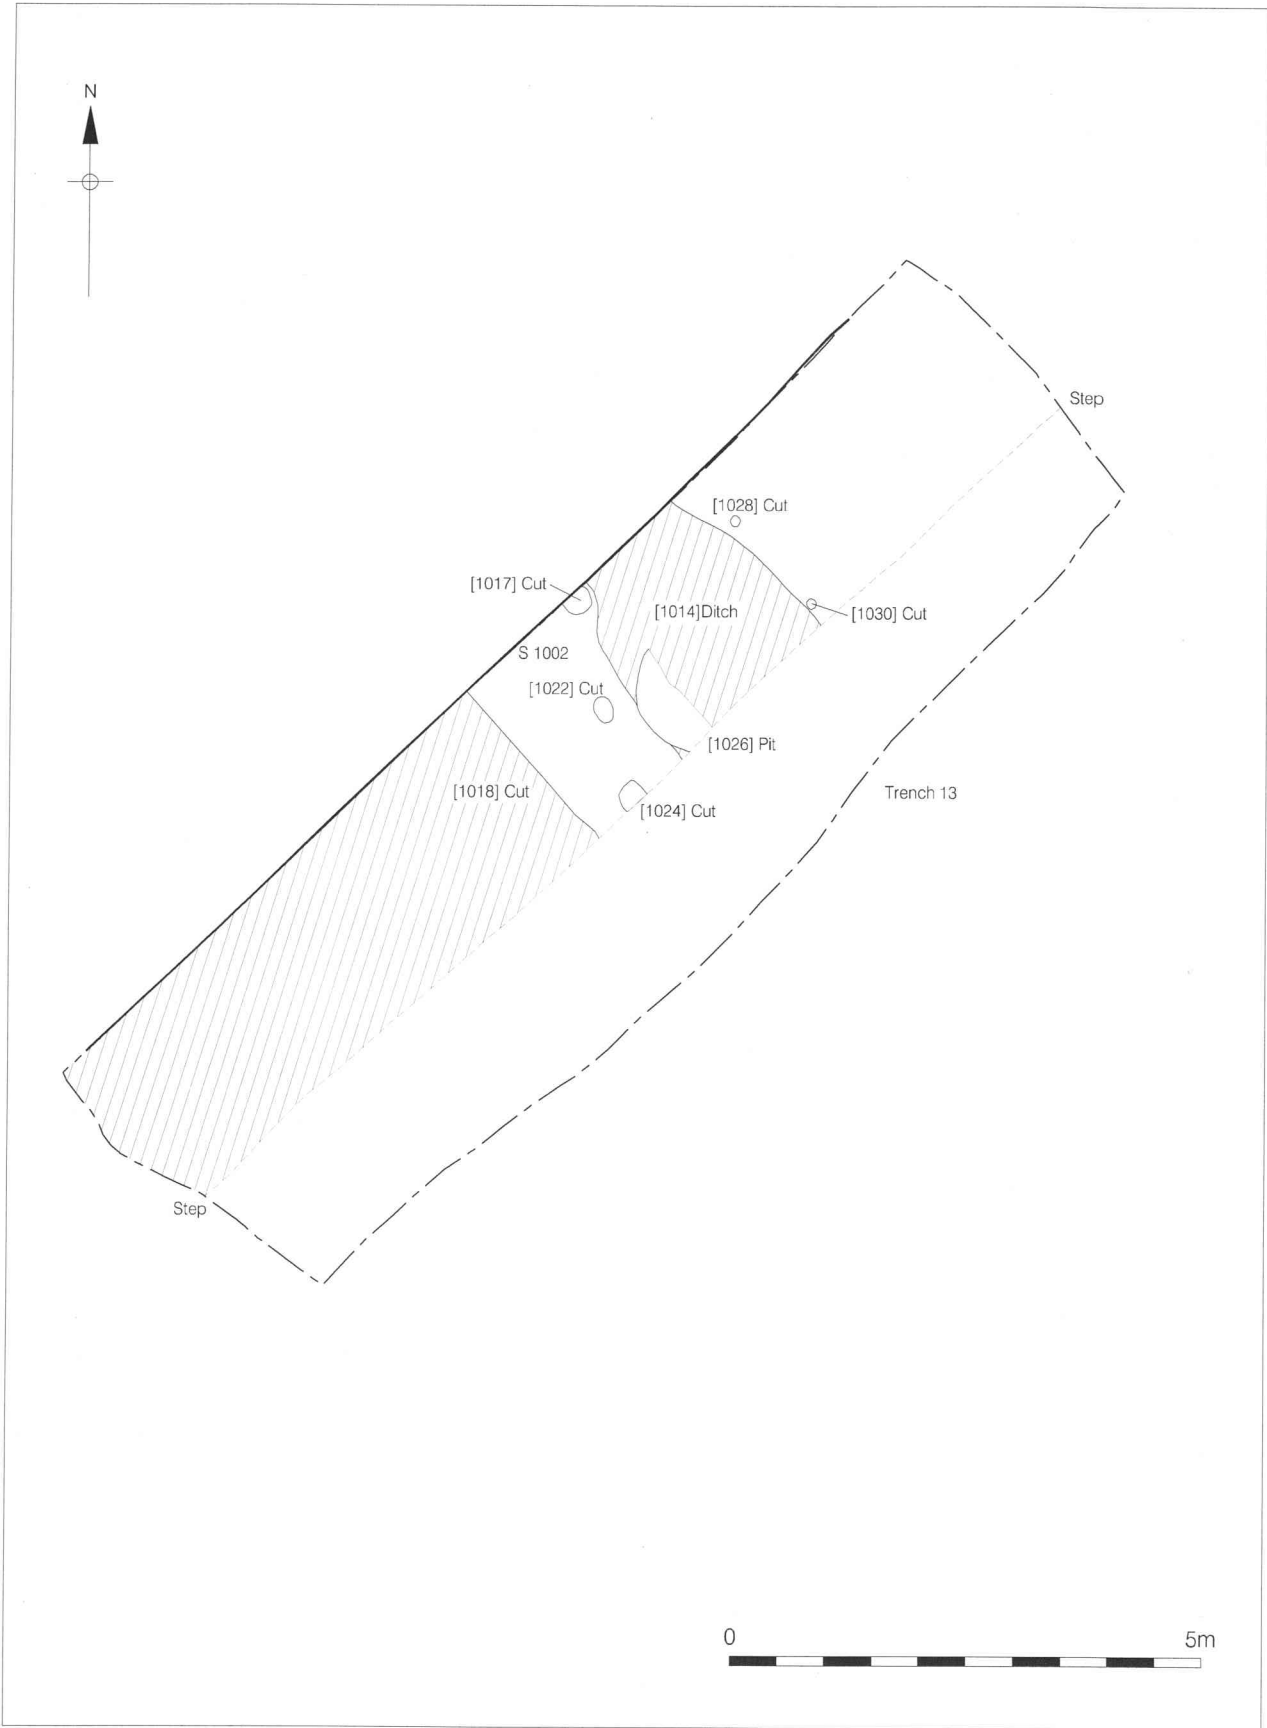 N
Step
[1028] Cut
[1017] Cut
[1014]Ditch
[1030] Cut
S 1002
[1022] Cut
[1026] Pit
[1018] Cut
Trench 13
[1024] Cut
Step
0
5m